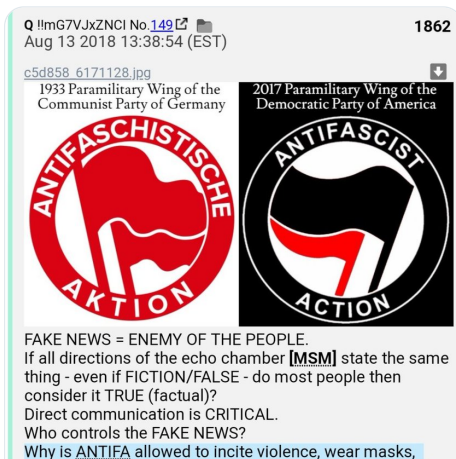 Q !!mG7VJxZNCI No.149
1862
Aug 13 2018 13:38:54 (EST)
c5d858_6171128.jpg
1933 Paramilitary Wing of the
Communist Party of Germany
ANTIFASCHISTISCHE
AKTION
2017 Paramilitary Wing of the
Democratic Party of America
ANTIFASCIST
ACTION
FAKE NEWS = ENEMY OF THE PEOPLE.
If all directions of the echo chamber [MSM] state the same
thing - even if FICTION/FALSE - do most people then
consider it TRUE (factual)?
Direct communication is CRITICAL.
Who controls the FAKE NEWS?
Why is ANTIFA allowed to incite violence, wear masks,